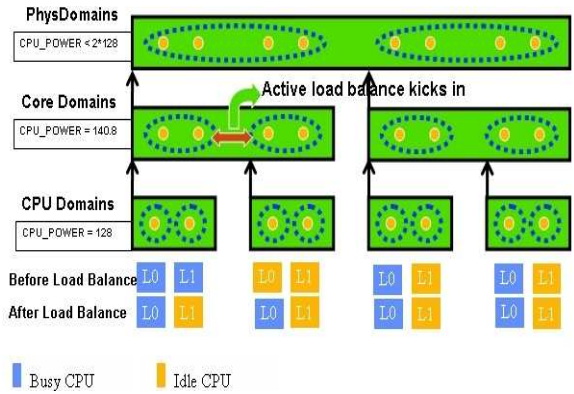 PhysDomains
CPU_POWER < 2*128
Core Domains
Active load balance kicks in
CPU_POWER = 140.8
CPU Domains
CPU_POWER = 128
Before Load Balance L0 L1 L0 L1 L0 L1 L0 L1
After Load Balance L0 L1 L0 L1 L0 L1 L0 L1
Busy CPU Idle CPU